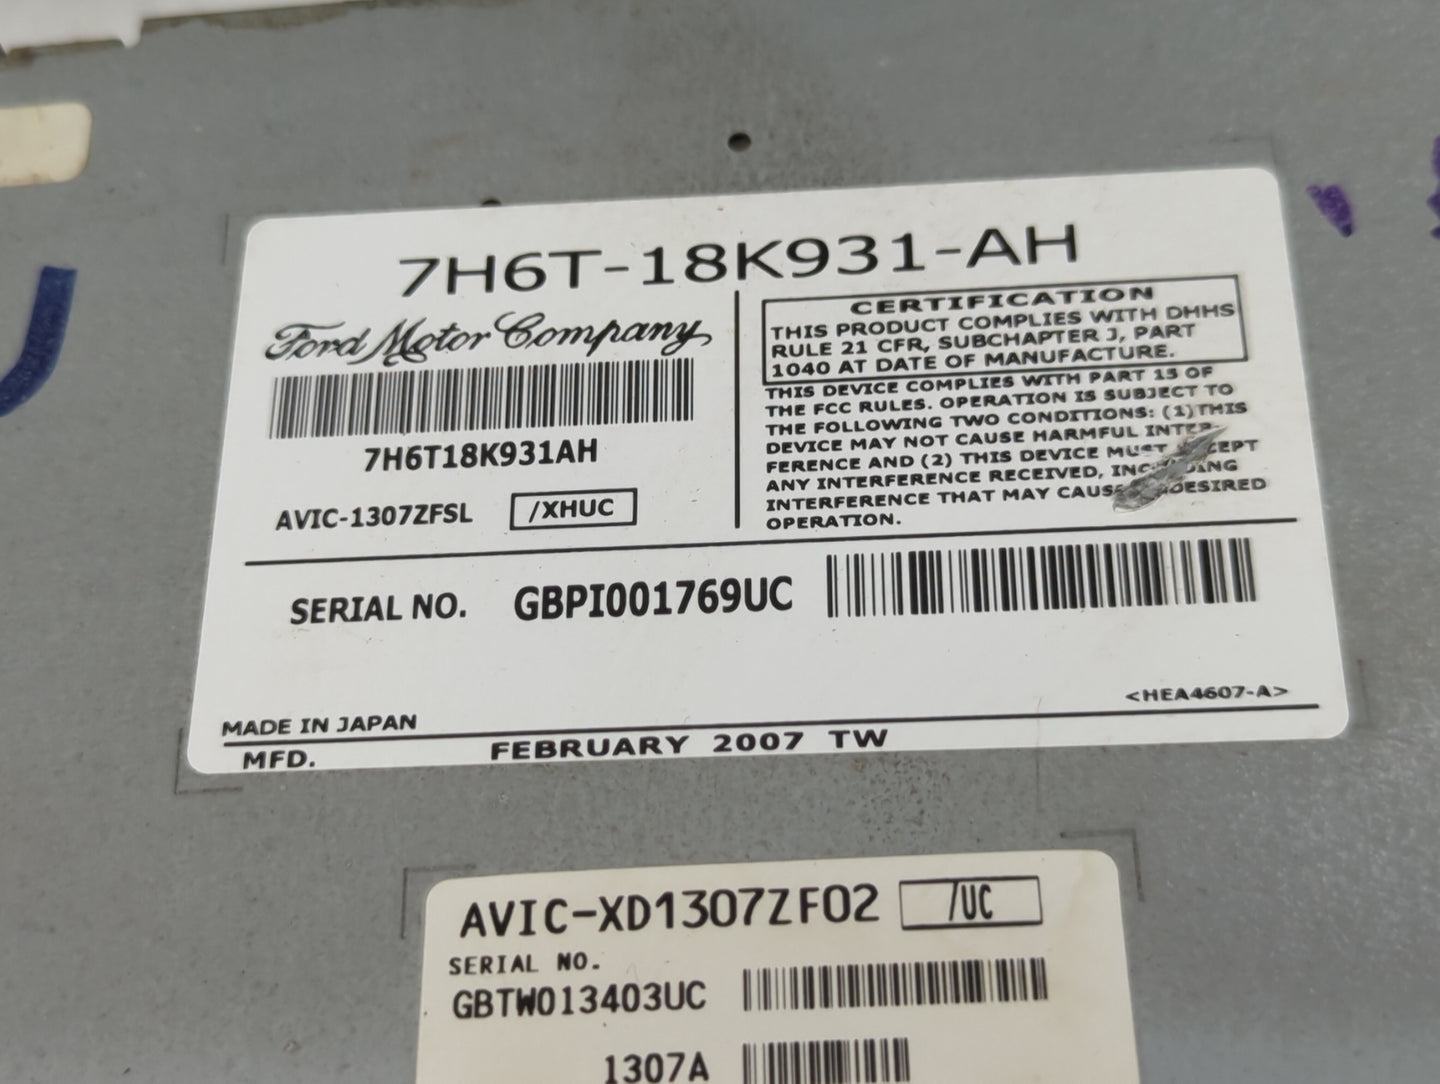 7H6T-18K931-AH
Ford Motor Company
7H6T18K931AH
AVIC-1307ZFSL /XHUC
CERTIFICATION
THIS PRODUCT COMPLIES WITH DHHS
RULE 21 CFR, SUBCHAPTER J, PART
1040 AT DATE OF MANUFACTURE.
THIS DEVICE COMPLIES WITH PART 15 OF
THE FCC RULES. OPERATION IS SUBJECT TO
THE FOLLOWING TWO CONDITIONS: (1)THIS
DEVICE MAY NOT CAUSE HARMFUL INTER-
FERENCE AND (2) THIS DEVICE MUST
ANY INTERFERENCE RECEIVED,
INTERFERENCE THAT MAY
OPERATION.
SERIAL NO. GBPI001769UC
<HEA4607-A>
MADE IN JAPAN
MFD. FEBRUARY 2007 TW
AVIC-XD1307ZF02 /UC
SERIAL NO.
GBTW013403UC
1307A